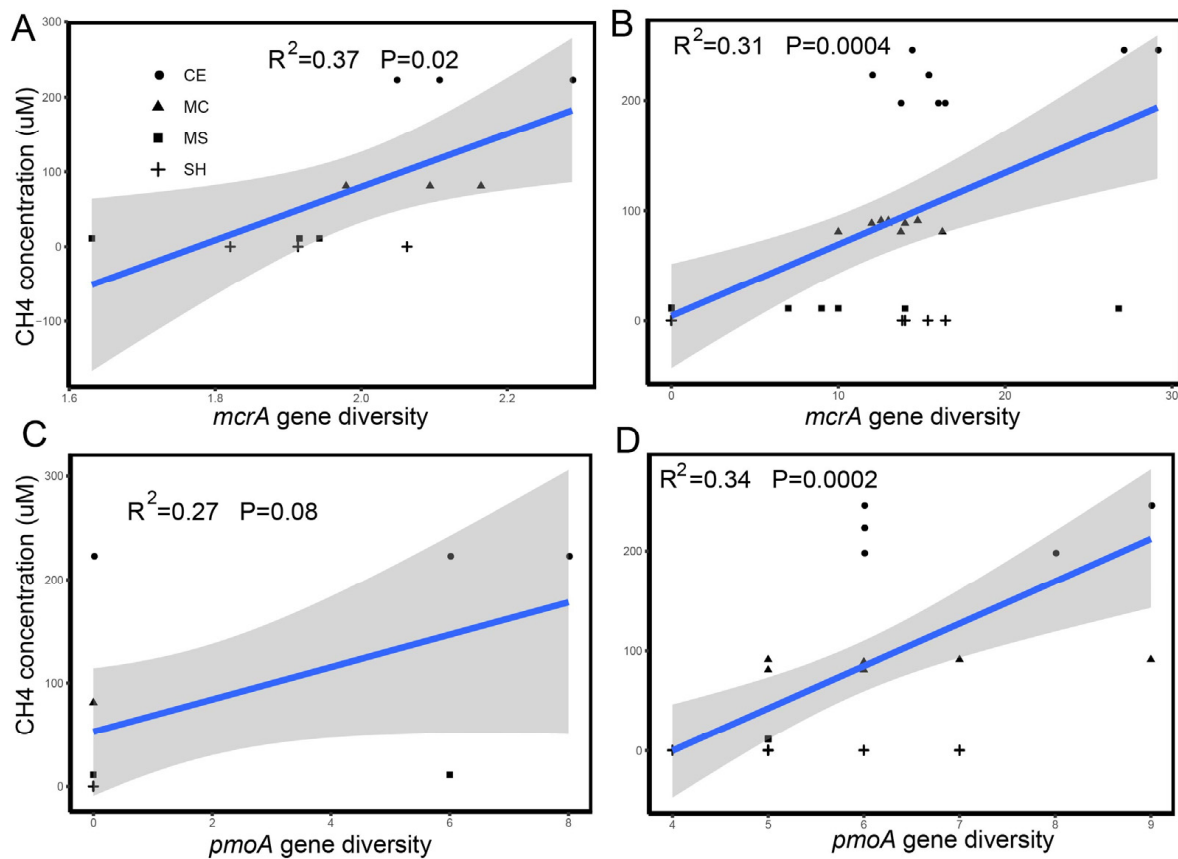 A
R²=0.37 P=0.02
CE
MC
MS
SH
CH4 concentration (uM)
300
200
100
0
−100
1.6
1.8
2.0
2.2
mcrA gene diversity
B
R²=0.31 P=0.0004
200
100
0
0
10
20
30
mcrA gene diversity
C
R²=0.27 P=0.08
CH4 concentration (uM)
300
200
100
0
0
2
4
6
8
pmoA gene diversity
D
R²=0.34 P=0.0002
200
100
0
4
5
6
7
8
9
pmoA gene diversity